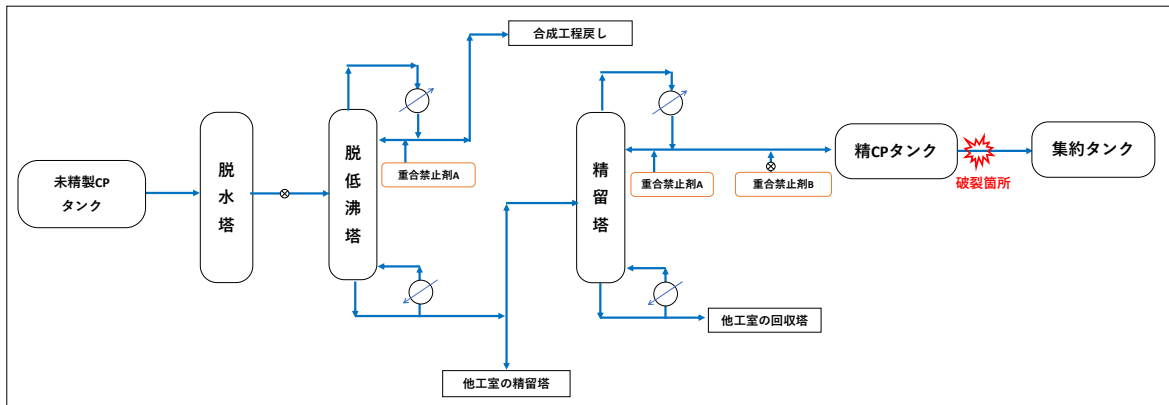 合成工程戻し
未精製CP
タンク
脱水塔
脱低沸塔
重合禁止剤A
精留塔
重合禁止剤A
重合禁止剤B
精CPタンク
破裂箇所
集約タンク
他工室の回収塔
他工室の精留塔